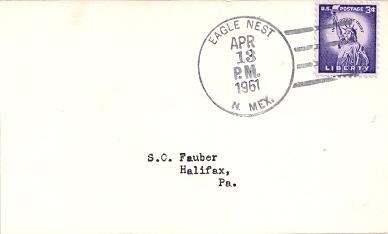 EAGLE NEST
APR
13
P.M.
1961
N. MEX.
U.S. POSTAGE 3¢
LIBERTY
S.C. Fauber
Halifax,
Pa.